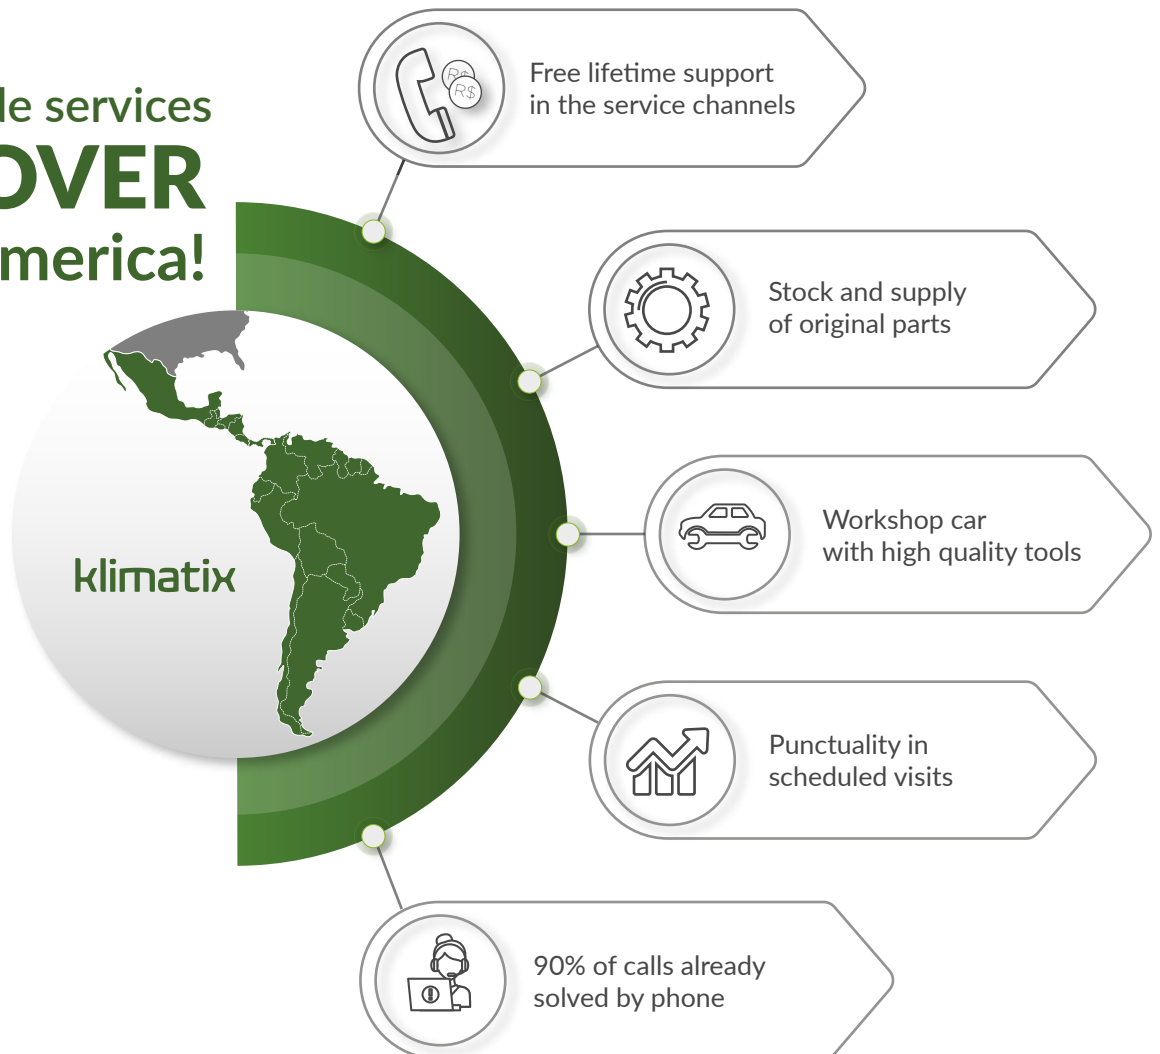 le services
OVER
merica!
klimatix
R$
R$
Free lifetime support
in the service channels
Stock and supply
of original parts
Workshop car
with high quality tools
Punctuality in
scheduled visits
90% of calls already
solved by phone